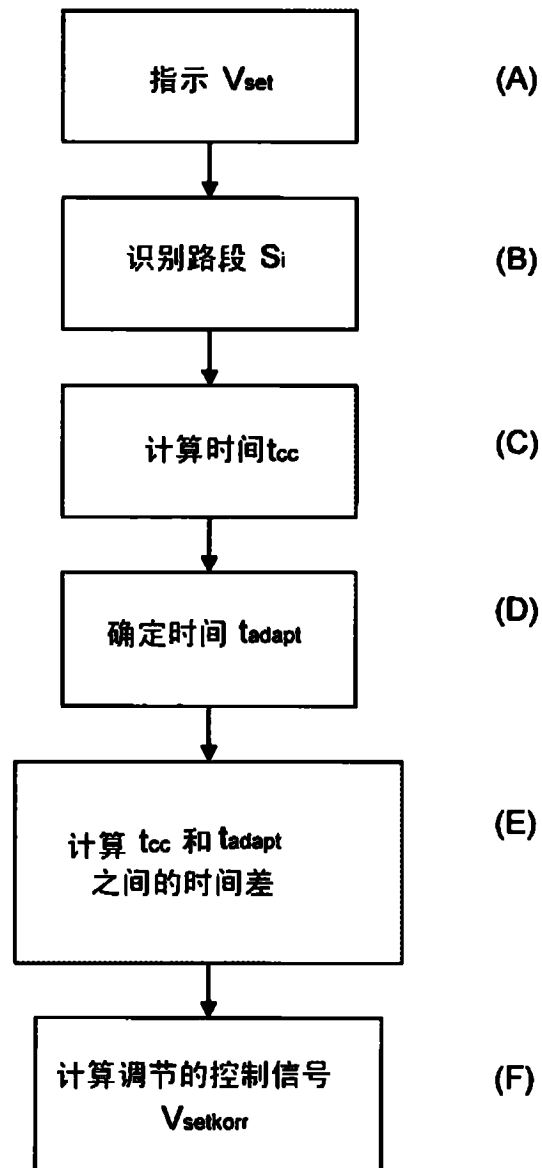 指示 Vset
(A)
识别路段 Si
(B)
计算时间tcc
(C)
确定时间 tadapt
(D)
计算 tcc 和 tadapt
之间的时间差
(E)
计算调节的控制信号
Vsetkorr
(F)